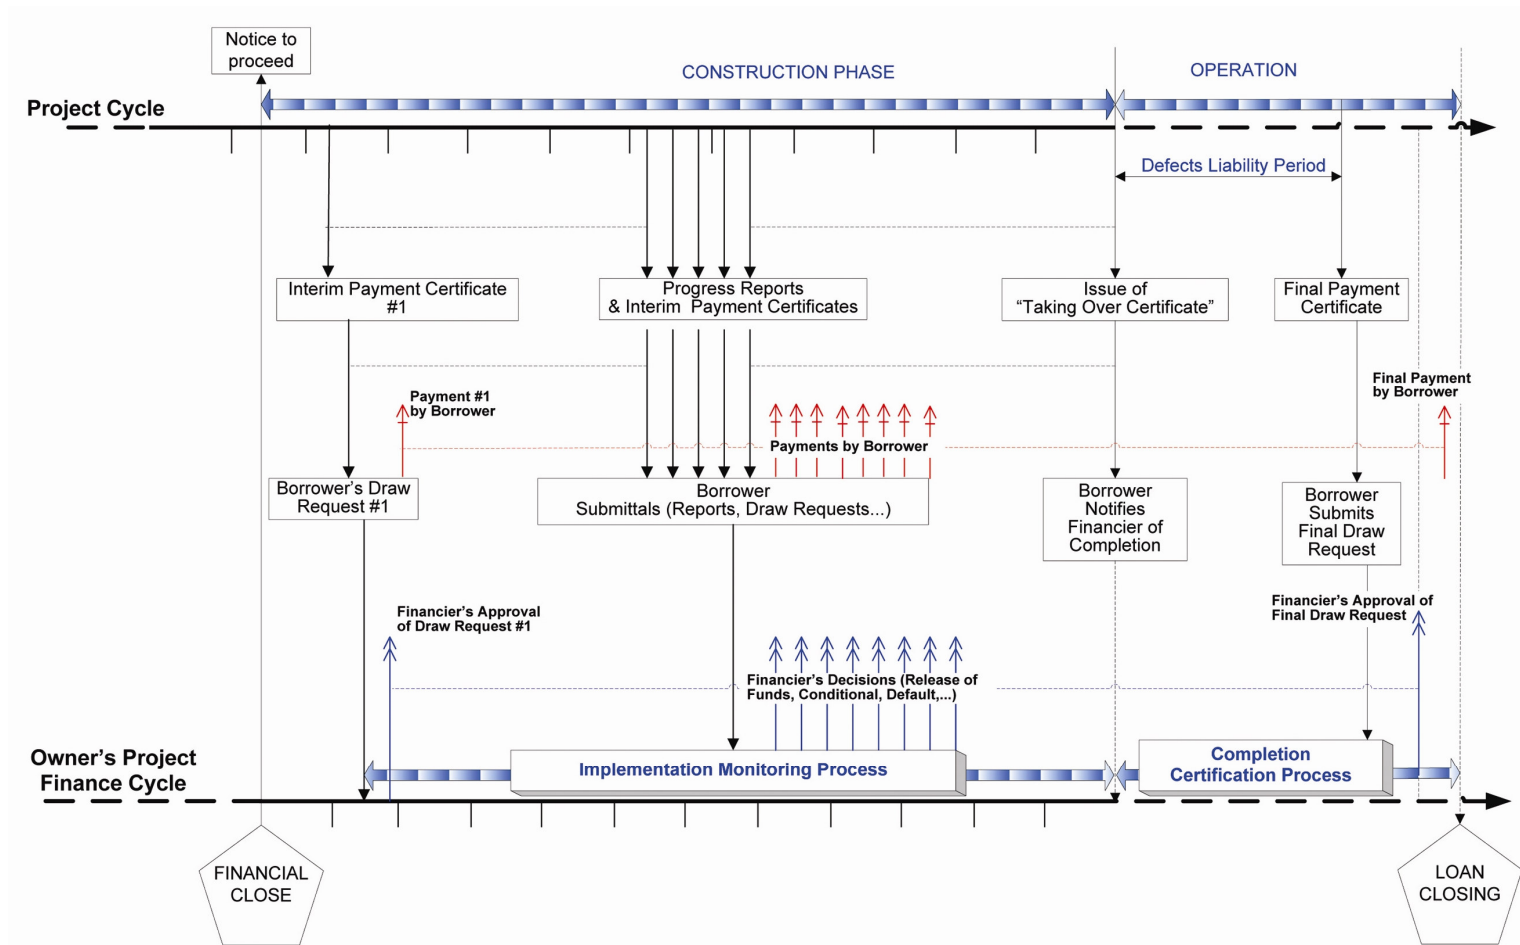 Notice to
proceed
CONSTRUCTION PHASE
OPERATION
Project Cycle
Defects Liability Period
Interim Payment Certificate
#1
Progress Reports
& Interim Payment Certificates
Issue of
“Taking Over Certificate”
Final Payment
Certificate
Payment #1
by Borrower
Final Payment
by Borrower
Payments by Borrower
Borrower’s Draw
Request #1
Borrower
Submittals (Reports, Draw Requests...)
Borrower
Notifies
Financier of
Completion
Borrower
Submits
Final Draw
Request
Financier’s Approval
of Draw Request #1
Financier’s Approval of
Final Draw Request
Financier’s Decisions (Release of
Funds, Conditional, Default,...)
Owner’s Project
Finance Cycle
Implementation Monitoring Process
Completion
Certification Process
FINANCIAL
CLOSE
LOAN
CLOSING